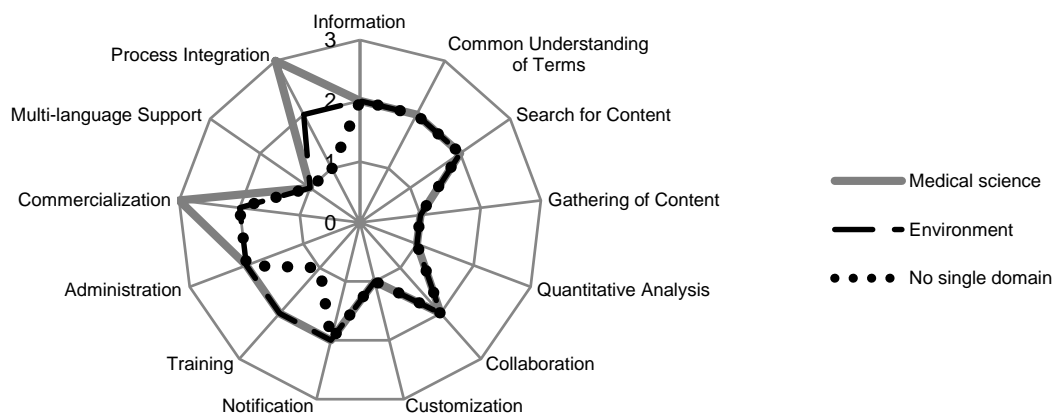 Information
3
Process Integration
Common Understanding
of Terms
2
Multi-language Support
Search for Content
1
Commercialization
Gathering of Content
0
Medical science
Environment
No single domain
Administration
Quantitative Analysis
Training
Collaboration
Notification
Customization